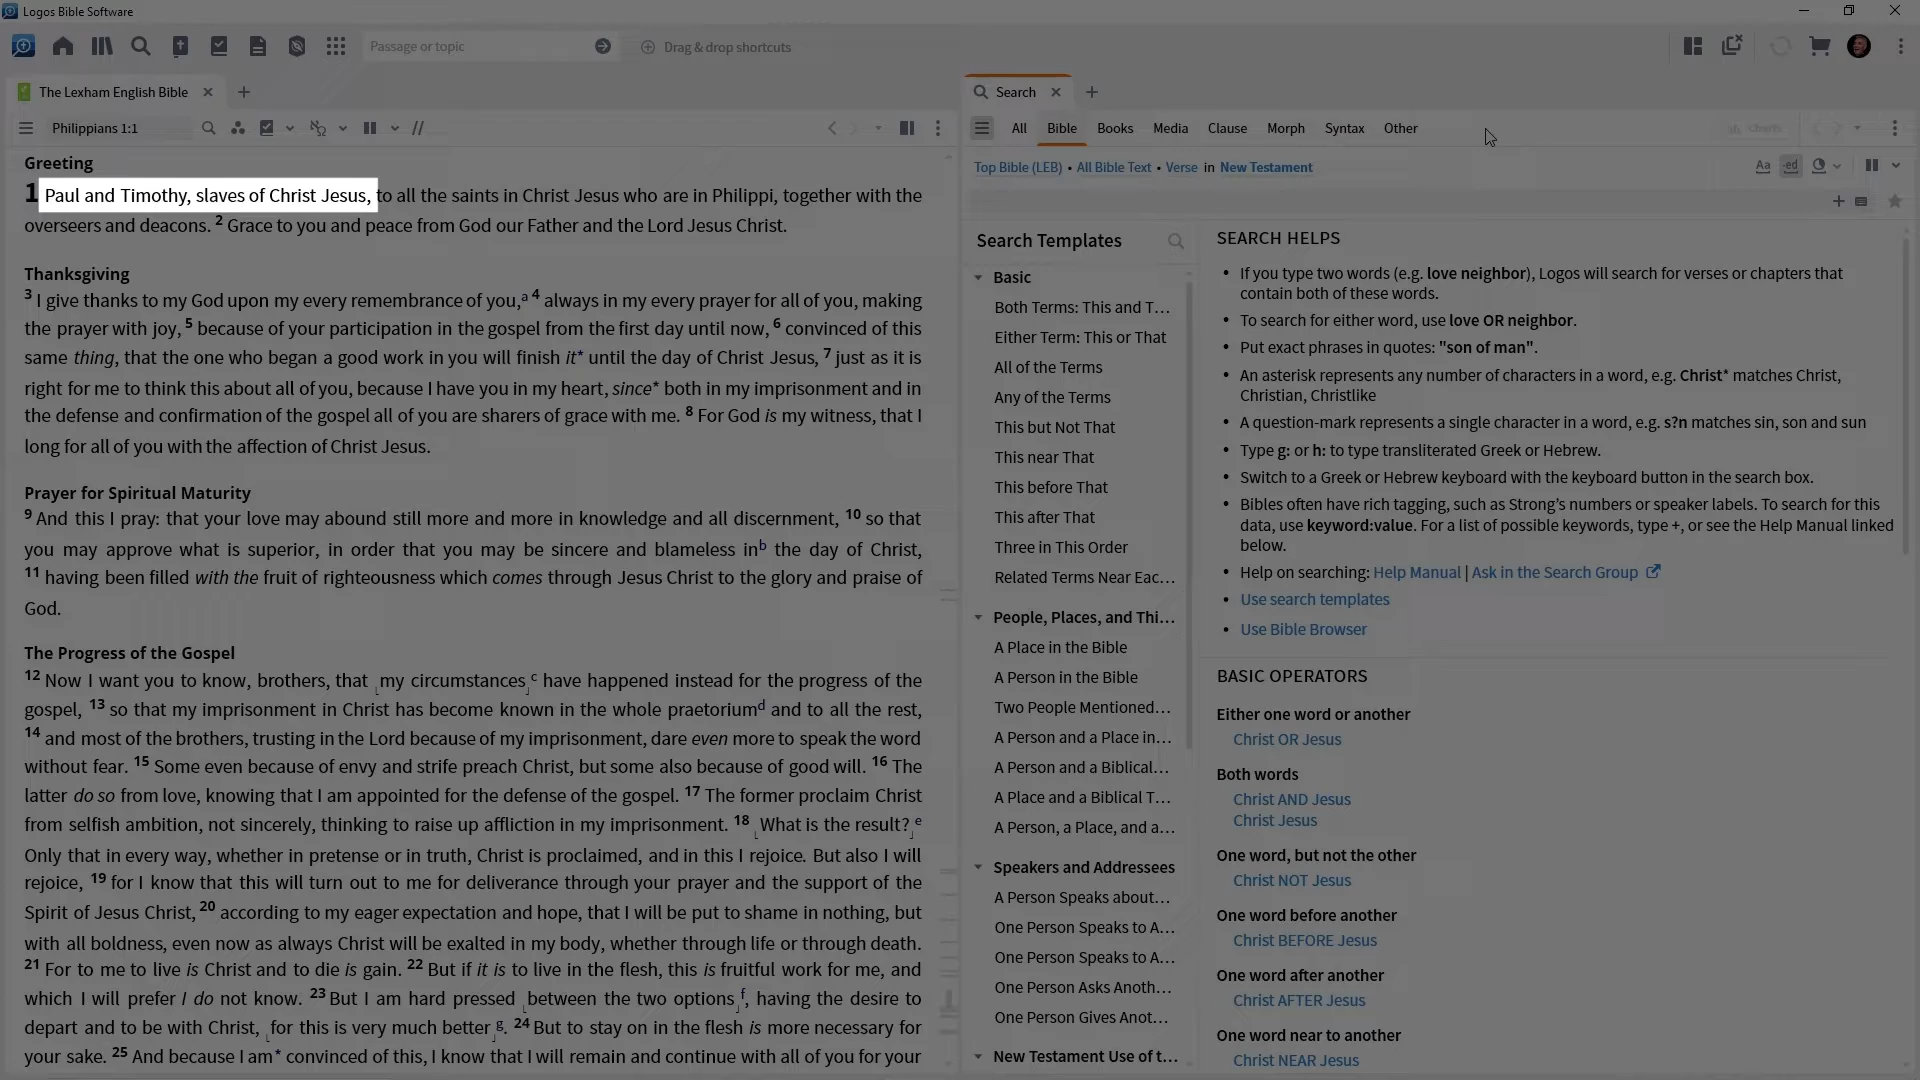 Logos Bible Software
Passage or topic
Drag & drop shortcuts
The Lexham English Bible
Philippians 1:1
Greeting
1 Paul and Timothy, slaves of Christ Jesus, to all the saints in Christ Jesus who are in Philippi, together with the
overseers and deacons. 2 Grace to you and peace from God our Father and the Lord Jesus Christ.
Thanksgiving
3 I give thanks to my God upon my every remembrance of you,a 4 always in my every prayer for all of you, making
the prayer with joy, 5 because of your participation in the gospel from the first day until now, 6 convinced of this
same thing, that the one who began a good work in you will finish it* until the day of Christ Jesus, 7 just as it is
right for me to think this about all of you, because I have you in my heart, since* both in my imprisonment and in
the defense and confirmation of the gospel all of you are sharers of grace with me. 8 For God is my witness, that I
long for all of you with the affection of Christ Jesus.
Prayer for Spiritual Maturity
9 And this I pray: that your love may abound still more and more in knowledge and all discernment, 10 so that
you may approve what is superior, in order that you may be sincere and blameless inb the day of Christ,
11 having been filled with the fruit of righteousness which comes through Jesus Christ to the glory and praise of
God.
The Progress of the Gospel
12 Now I want you to know, brothers, that ⌊my circumstances⌋c have happened instead for the progress of the
gospel, 13 so that my imprisonment in Christ has become known in the whole praetoriumd and to all the rest,
14 and most of the brothers, trusting in the Lord because of my imprisonment, dare even more to speak the word
without fear. 15 Some even because of envy and strife preach Christ, but some also because of good will. 16 The
latter do so from love, knowing that I am appointed for the defense of the gospel. 17 The former proclaim Christ
from selfish ambition, not sincerely, thinking to raise up affliction in my imprisonment. 18 ⌊What is the result?⌋e
Only that in every way, whether in pretense or in truth, Christ is proclaimed, and in this I rejoice. But also I will
rejoice, 19 for I know that this will turn out to me for deliverance through your prayer and the support of the
Spirit of Jesus Christ, 20 according to my eager expectation and hope, that I will be put to shame in nothing, but
with all boldness, even now as always Christ will be exalted in my body, whether through life or through death.
21 For to me to live is Christ and to die is gain. 22 But if it is to live in the flesh, this is fruitful work for me, and
which I will prefer I do not know. 23 But I am hard pressed ⌊between the two options⌋f, having the desire to
depart and to be with Christ, ⌊for this is very much better⌋g. 24 But to stay on in the flesh is more necessary for
your sake. 25 And because I am* convinced of this, I know that I will remain and continue with all of you for your
Search
All Bible Books Media Clause Morph Syntax Other
Charts
Top Bible (LEB) • All Bible Text • Verse in New Testament
Aa
-ed
Search Templates
Basic
Both Terms: This and T...
Either Term: This or That
All of the Terms
Any of the Terms
This but Not That
This near That
This before That
This after That
Three in This Order
Related Terms Near Eac...
People, Places, and Thi...
A Place in the Bible
A Person in the Bible
Two People Mentioned...
A Person and a Place in...
A Person and a Biblical...
A Place and a Biblical T...
A Person, a Place, and a...
Speakers and Addressees
A Person Speaks about...
One Person Speaks to A...
One Person Speaks to A...
One Person Asks Anoth...
One Person Gives Anot...
New Testament Use of t...
SEARCH HELPS
• If you type two words (e.g. love neighbor), Logos will search for verses or chapters that
contain both of these words.
• To search for either word, use love OR neighbor.
• Put exact phrases in quotes: "son of man".
• An asterisk represents any number of characters in a word, e.g. Christ* matches Christ,
Christian, Christlike
• A question-mark represents a single character in a word, e.g. s?n matches sin, son and sun
• Type g: or h: to type transliterated Greek or Hebrew.
• Switch to a Greek or Hebrew keyboard with the keyboard button in the search box.
• Bibles often have rich tagging, such as Strong's numbers or speaker labels. To search for this
data, use keyword:value. For a list of possible keywords, type +, or see the Help Manual linked
below.
• Help on searching: Help Manual | Ask in the Search Group
• Use search templates
• Use Bible Browser
BASIC OPERATORS
Either one word or another
Christ OR Jesus
Both words
Christ AND Jesus
Christ Jesus
One word, but not the other
Christ NOT Jesus
One word before another
Christ BEFORE Jesus
One word after another
Christ AFTER Jesus
One word near to another
Christ NEAR Jesus